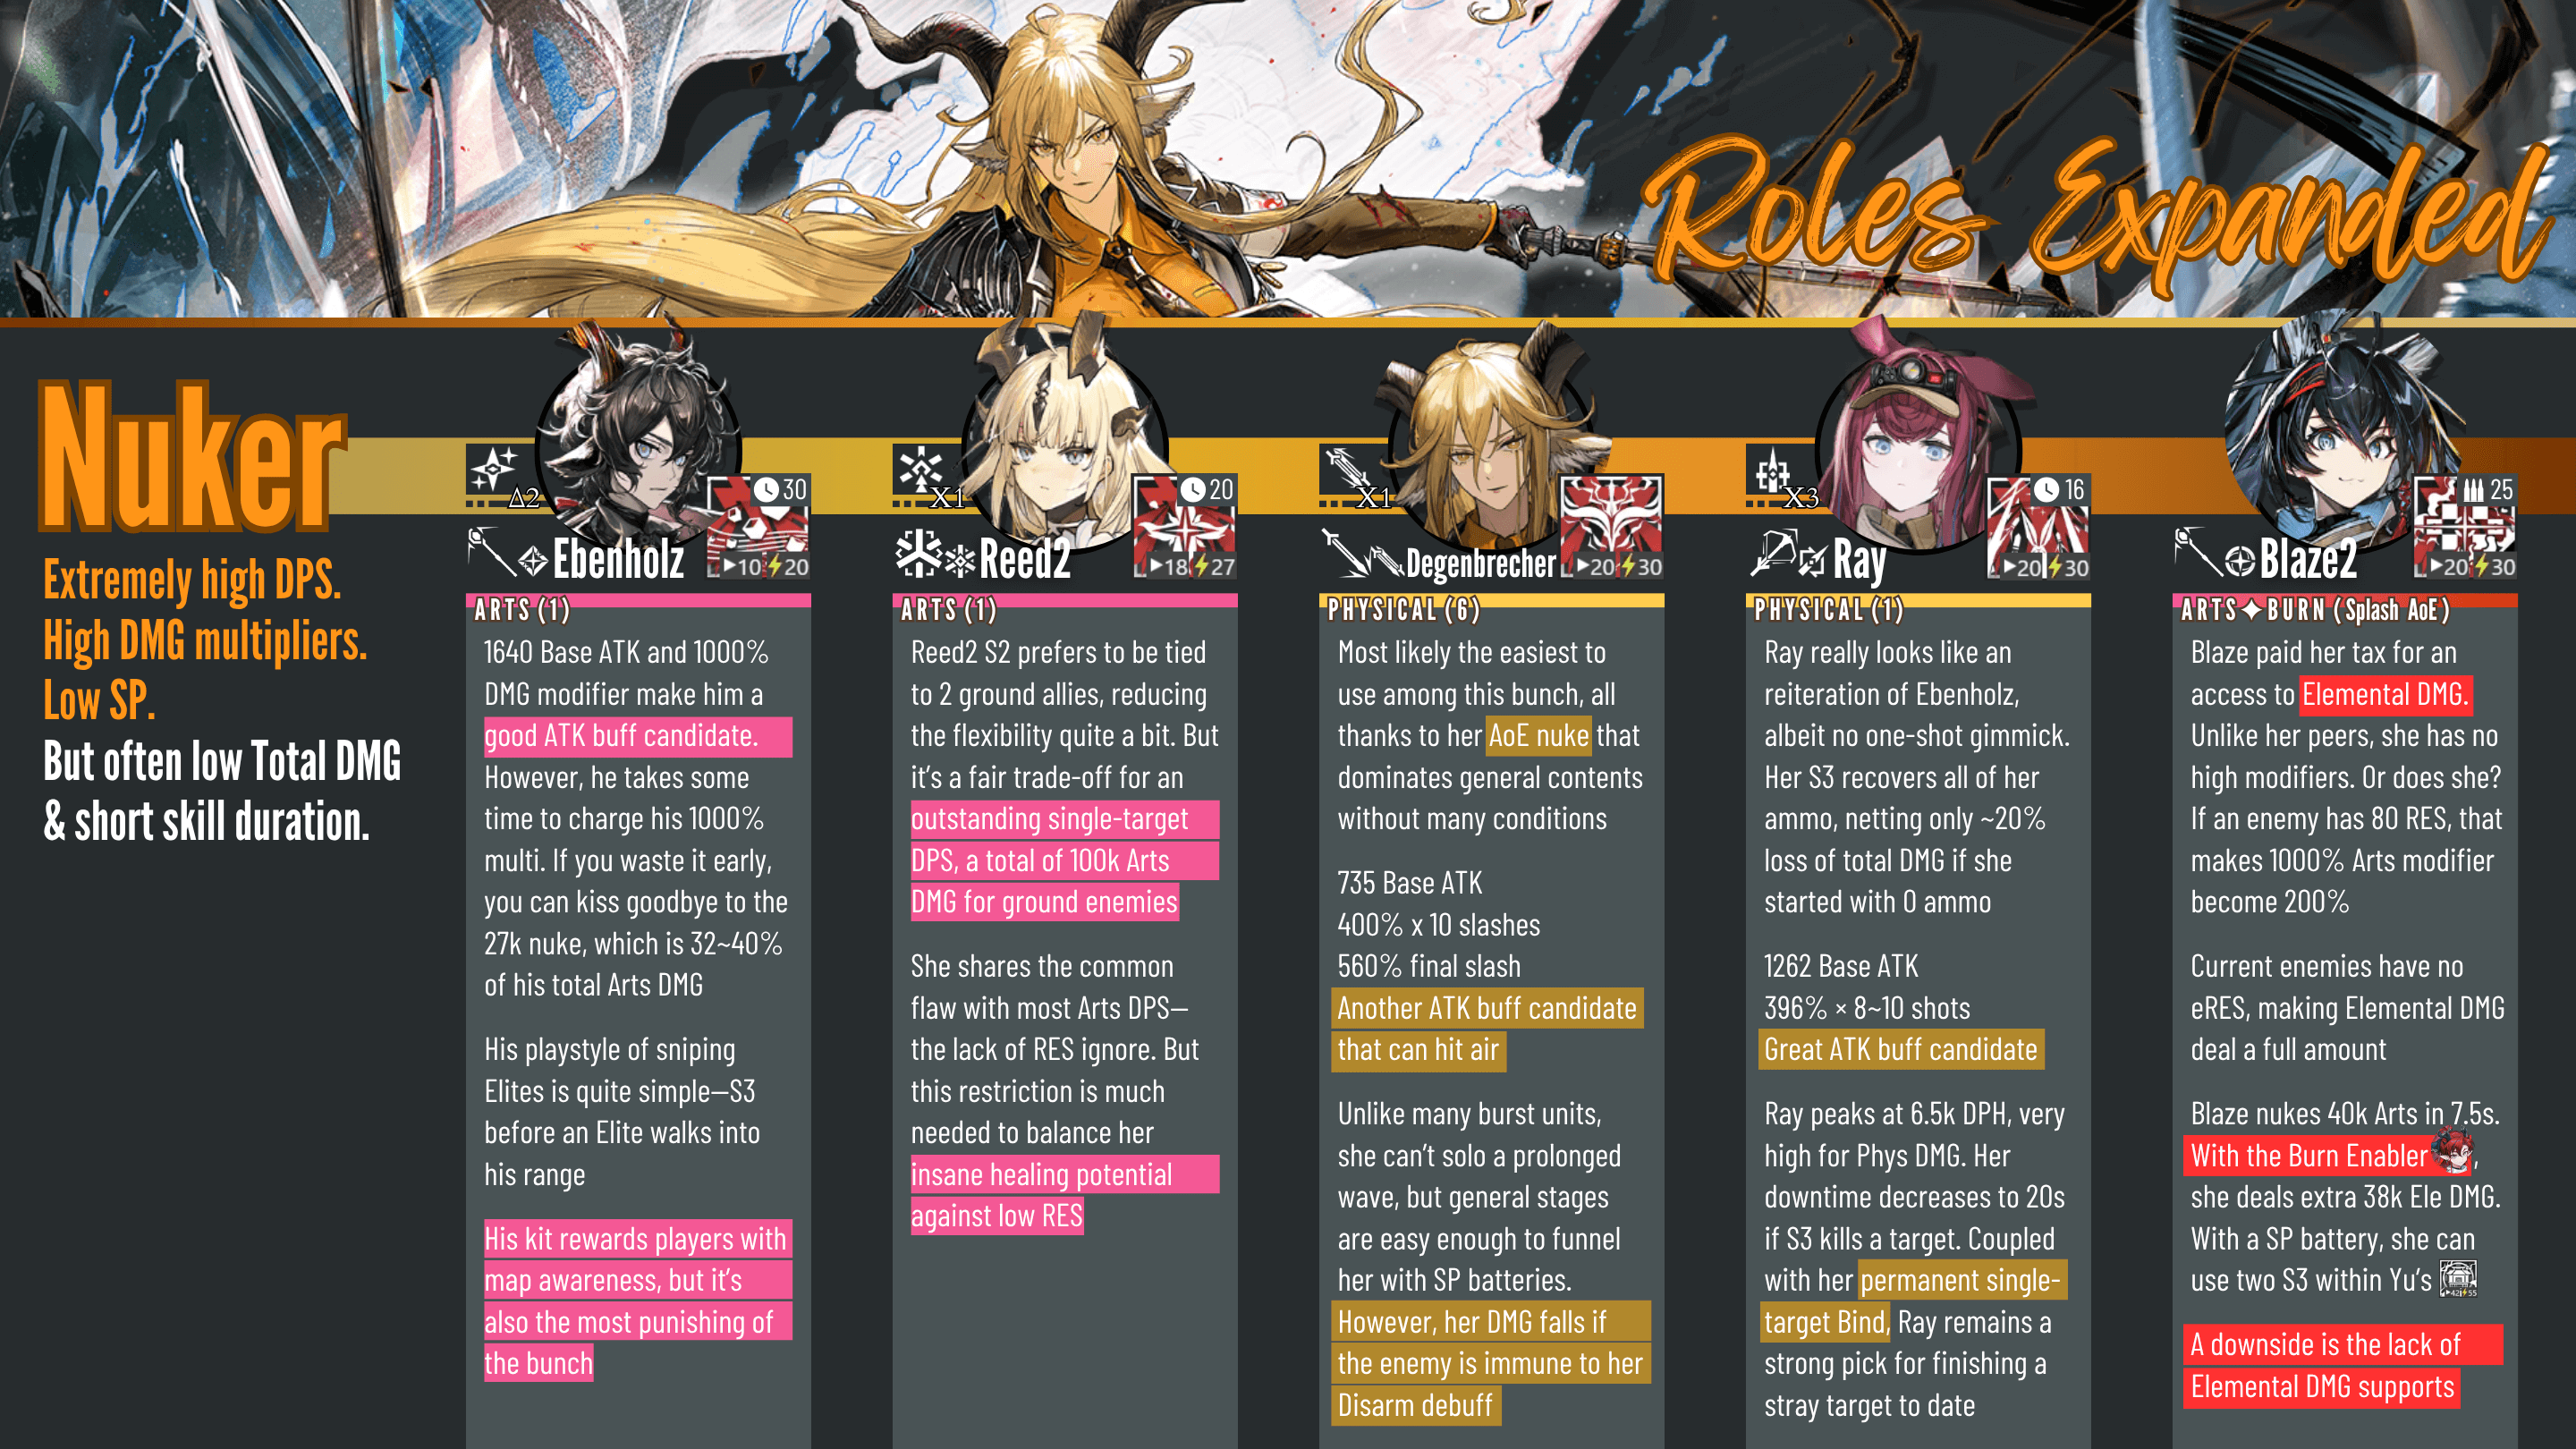 Roles Expanded
Nuker
Extremely high DPS.
High DMG multipliers.
Low SP.
But often low Total DMG
& short skill duration.
Δ2
30
10 20
Ebenholz
ARTS (1)
1640 Base ATK and 1000%
DMG modifier make him a
good ATK buff candidate.
However, he takes some
time to charge his 1000%
multi. If you waste it early,
you can kiss goodbye to the
27k nuke, which is 32~40%
of his total Arts DMG
His playstyle of sniping
Elites is quite simple—S3
before an Elite walks into
his range
His kit rewards players with
map awareness, but it's
also the most punishing of
the bunch
X1
20
18 27
Reed2
ARTS (1)
Reed2 S2 prefers to be tied
to 2 ground allies, reducing
the flexibility quite a bit. But
it's a fair trade-off for an
outstanding single-target
DPS, a total of 100k Arts
DMG for ground enemies
She shares the common
flaw with most Arts DPS—
the lack of RES ignore. But
this restriction is much
needed to balance her
insane healing potential
against low RES
X1
20 30
Degenbrecher
PHYSICAL (6)
Most likely the easiest to
use among this bunch, all
thanks to her AoE nuke that
dominates general contents
without many conditions
735 Base ATK
400% x 10 slashes
560% final slash
Another ATK buff candidate
that can hit air
Unlike many burst units,
she can't solo a prolonged
wave, but general stages
are easy enough to funnel
her with SP batteries.
However, her DMG falls if
the enemy is immune to her
Disarm debuff
X3
16
20 30
Ray
PHYSICAL (1)
Ray really looks like an
reiteration of Ebenholz,
albeit no one-shot gimmick.
Her S3 recovers all of her
ammo, netting only ~20%
loss of total DMG if she
started with 0 ammo
1262 Base ATK
396% × 8~10 shots
Great ATK buff candidate
Ray peaks at 6.5k DPH, very
high for Phys DMG. Her
downtime decreases to 20s
if S3 kills a target. Coupled
with her permanent single-
target Bind, Ray remains a
strong pick for finishing a
stray target to date
25
20 30
Blaze2
ARTS✦BURN (Splash AoE)
Blaze paid her tax for an
access to Elemental DMG.
Unlike her peers, she has no
high modifiers. Or does she?
If an enemy has 80 RES, that
makes 1000% Arts modifier
become 200%
Current enemies have no
eRES, making Elemental DMG
deal a full amount
Blaze nukes 40k Arts in 7.5s.
With the Burn Enabler ,
she deals extra 38k Ele DMG.
With a SP battery, she can
use two S3 within Yu's
42 55
A downside is the lack of
Elemental DMG supports